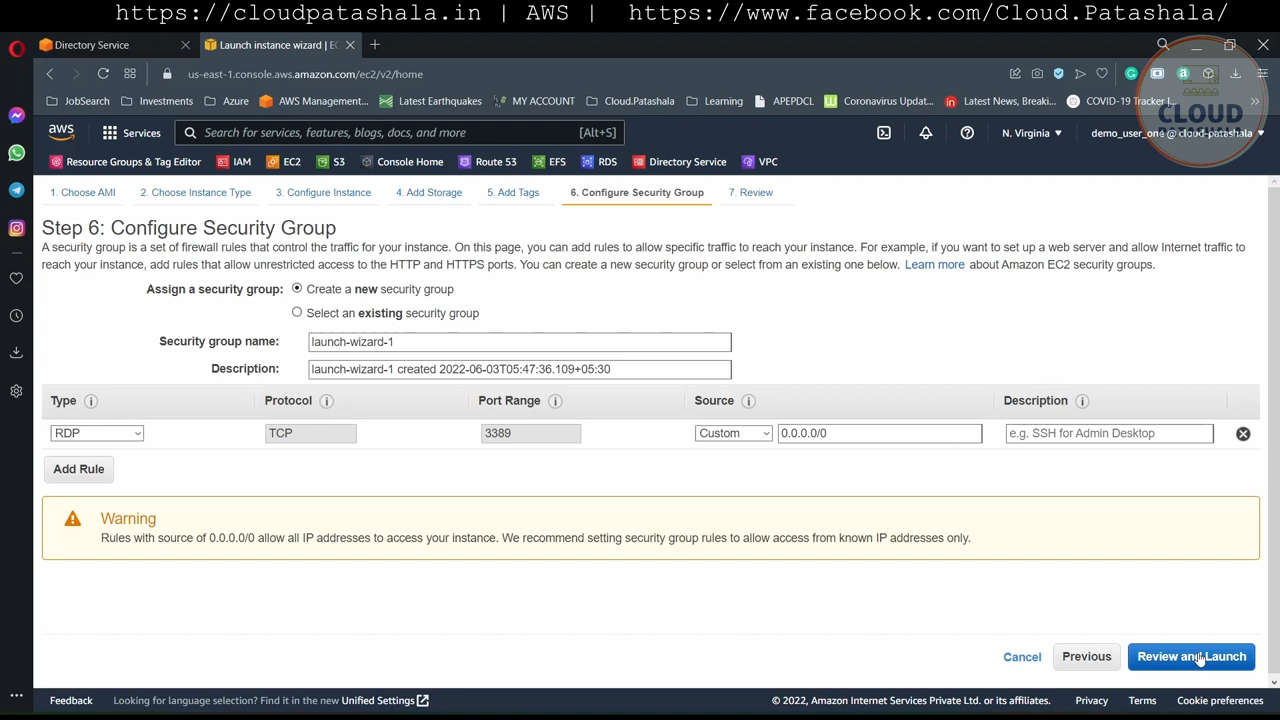 https://cloudpatashala.in | AWS | https://www.facebook.com/Cloud.Patashala/
Directory Service
Launch instance wizard | EC
us-east-1.console.aws.amazon.com/ec2/v2/home
JobSearch Investments Azure AWS Management... Latest Earthquakes MY ACCOUNT Cloud.Patashala Learning APEPDCL Coronavirus Updat... Latest News, Breaki... COVID-19 Tracker |
CLOUD
PATASHALA
aws Services Search for services, features, blogs, docs, and more [Alt+S] N. Virginia demo_user_one @ cloud-patashala
Resource Groups & Tag Editor IAM EC2 S3 Console Home Route 53 EFS RDS Directory Service VPC
1. Choose AMI 2. Choose Instance Type 3. Configure Instance 4. Add Storage 5. Add Tags 6. Configure Security Group 7. Review
Step 6: Configure Security Group
A security group is a set of firewall rules that control the traffic for your instance. On this page, you can add rules to allow specific traffic to reach your instance. For example, if you want to set up a web server and allow Internet traffic to
reach your instance, add rules that allow unrestricted access to the HTTP and HTTPS ports. You can create a new security group or select from an existing one below. Learn more about Amazon EC2 security groups.
Assign a security group: Create a new security group
Select an existing security group
Security group name: launch-wizard-1
Description: launch-wizard-1 created 2022-06-03T05:47:36.109+05:30
Type Protocol Port Range Source Description
RDP TCP 3389 Custom 0.0.0.0/0 e.g. SSH for Admin Desktop
Add Rule
Warning
Rules with source of 0.0.0.0/0 allow all IP addresses to access your instance. We recommend setting security group rules to allow access from known IP addresses only.
Cancel Previous Review and Launch
Feedback Looking for language selection? Find it in the new Unified Settings © 2022, Amazon Internet Services Private Ltd. or its affiliates. Privacy Terms Cookie preferences